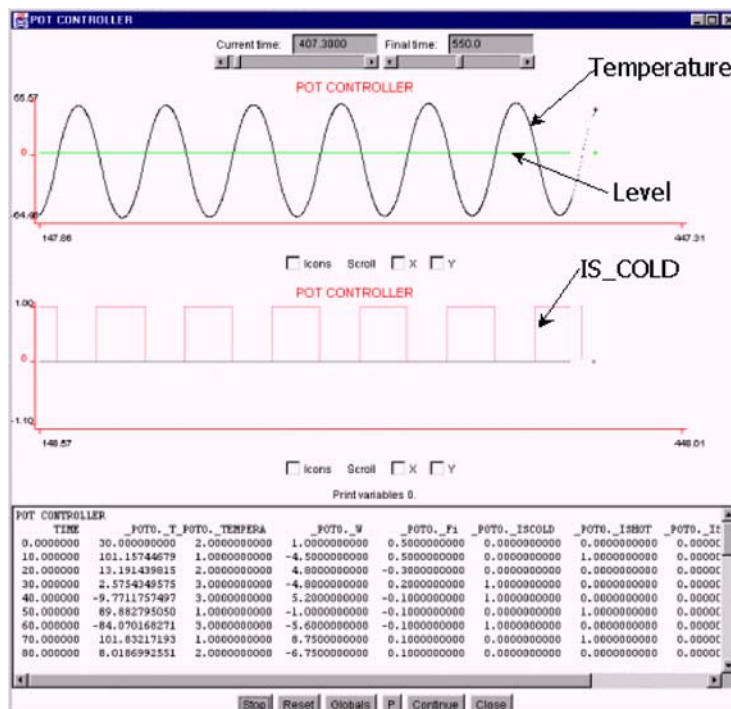 POT CONTROLLER
Current time: 407.3000 Final time: 550.0
Temperature
POT CONTROLLER
65.57
0
Level
-64.48
147.86 447.31
Icons Scroll X Y
IS_COLD
POT CONTROLLER
1.00
0
-1.10
148.57 448.01
Icons Scroll X Y
Print variables 0.
POT CONTROLLER
TIME _POT0._T_POT0._TEMPERA _POT0._W _POT0._Fi _POT0._ISCOLD _POT0._ISHOT _POT0._IS
0.0000000 30.000000000 2.0000000000 1.0000000000 0.5000000000 0.0000000000 0.0000000000 0.0000C
10.000000 101.15744679 1.0000000000 -4.5000000000 0.5000000000 0.0000000000 1.0000000000 0.0000C
20.000000 13.191439815 2.0000000000 4.8000000000 -0.3000000000 0.0000000000 0.0000000000 0.0000C
30.000000 2.5754349575 3.0000000000 -4.8000000000 0.2000000000 1.0000000000 0.0000000000 0.0000C
40.000000 -9.7711757497 3.0000000000 5.2000000000 -0.1000000000 1.0000000000 0.0000000000 0.0000C
50.000000 89.882795050 1.0000000000 -1.0000000000 -0.1000000000 0.0000000000 1.0000000000 0.0000C
60.000000 -84.070168271 3.0000000000 -5.6000000000 -0.1000000000 1.0000000000 0.0000000000 0.0000C
70.000000 101.83217193 1.0000000000 8.7500000000 0.1000000000 0.0000000000 1.0000000000 0.0000C
80.000000 8.0186992551 2.0000000000 -6.7500000000 0.1000000000 0.0000000000 0.0000000000 0.0000C
Stop Reset Globals P Continue Close